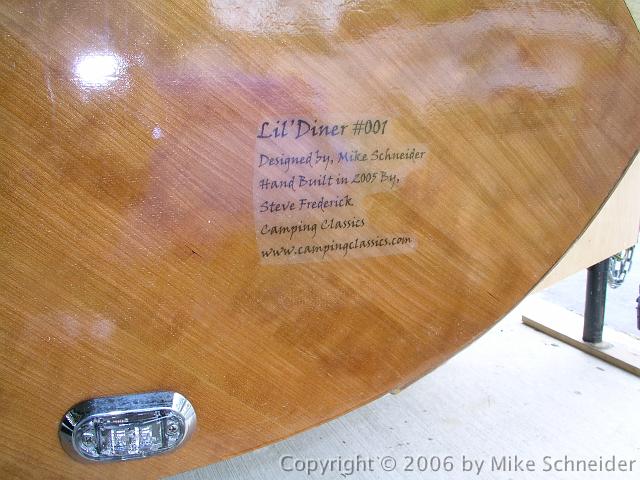 Lil' Diner #001
Designed by, Mike Schneider
Hand Built in 2005 By,
Steve Frederick
Camping Classics
www.campingclassics.com
Copyright © 2006 by Mike Schneider